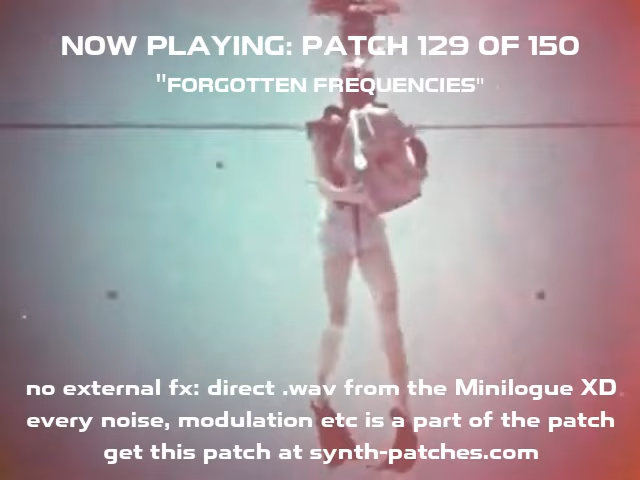 NOW PLAYING: PATCH 129 OF 150
"FORGOTTEN FREQUENCIES"
no external fx: direct .wav from the Minilogue XD
every noise, modulation etc is a part of the patch
get this patch at synth-patches.com